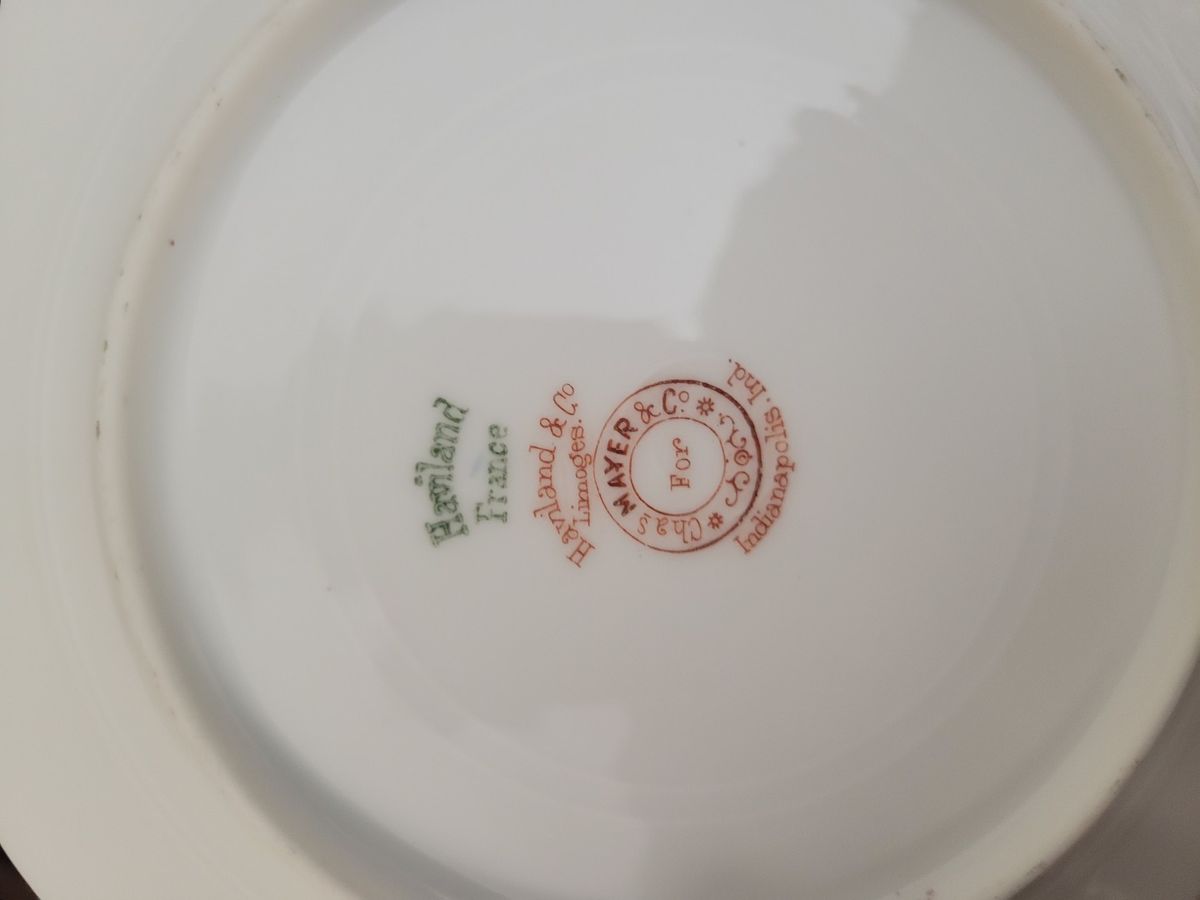 Haviland
France
Haviland & Co
Limoges.
Chas MAYER & Co
For
Indianapolis. Ind.